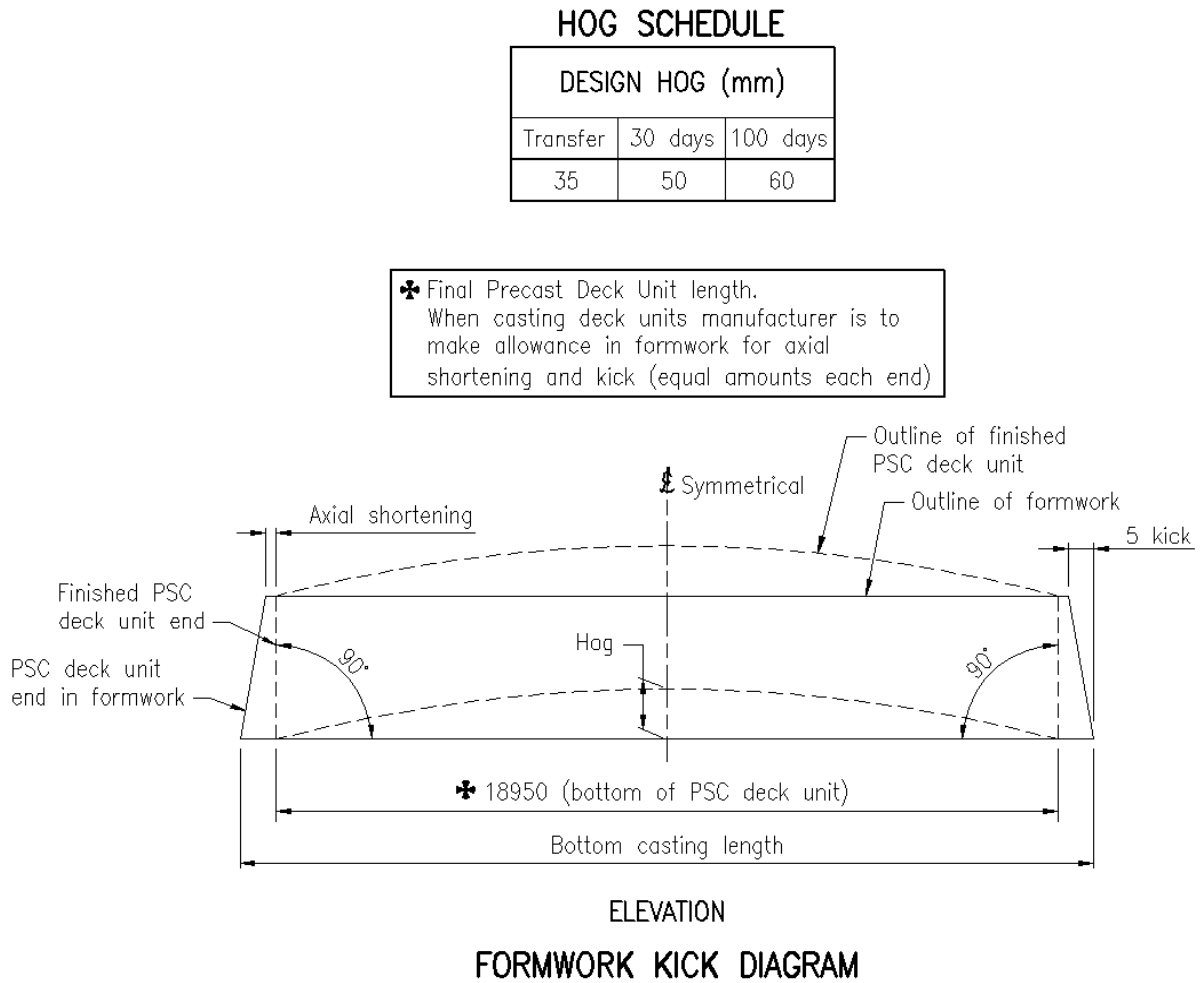 HOG SCHEDULE
DESIGN HOG (mm)
Transfer 30 days 100 days
35 50 60
✤ Final Precast Deck Unit length.
When casting deck units manufacturer is to
make allowance in formwork for axial
shortening and kick (equal amounts each end)
Outline of finished
PSC deck unit
Symmetrical
Outline of formwork
Axial shortening
5 kick
Finished PSC
deck unit end
Hog
90°
90°
PSC deck unit
end in formwork
✤ 18950 (bottom of PSC deck unit)
Bottom casting length
ELEVATION
FORMWORK KICK DIAGRAM